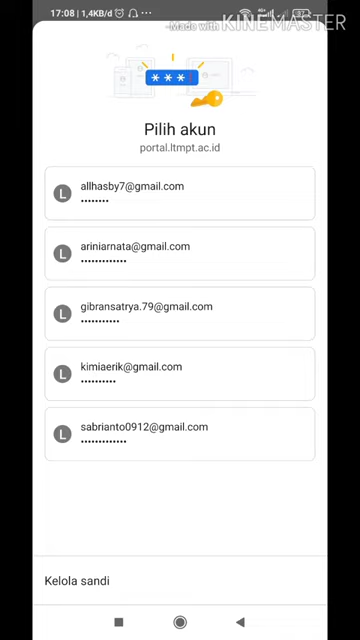 17:08 | 1,4KB/d
Made with KINEMASTER
***
Pilih akun
portal.ltmpt.ac.id
L
allhasby7@gmail.com
••••••••
L
ariniarnata@gmail.com
•••••••••••••
L
gibransatrya.79@gmail.com
•••••••••••
L
kimiaerik@gmail.com
••••••••••
L
sabrianto0912@gmail.com
•••••••••••••
Kelola sandi